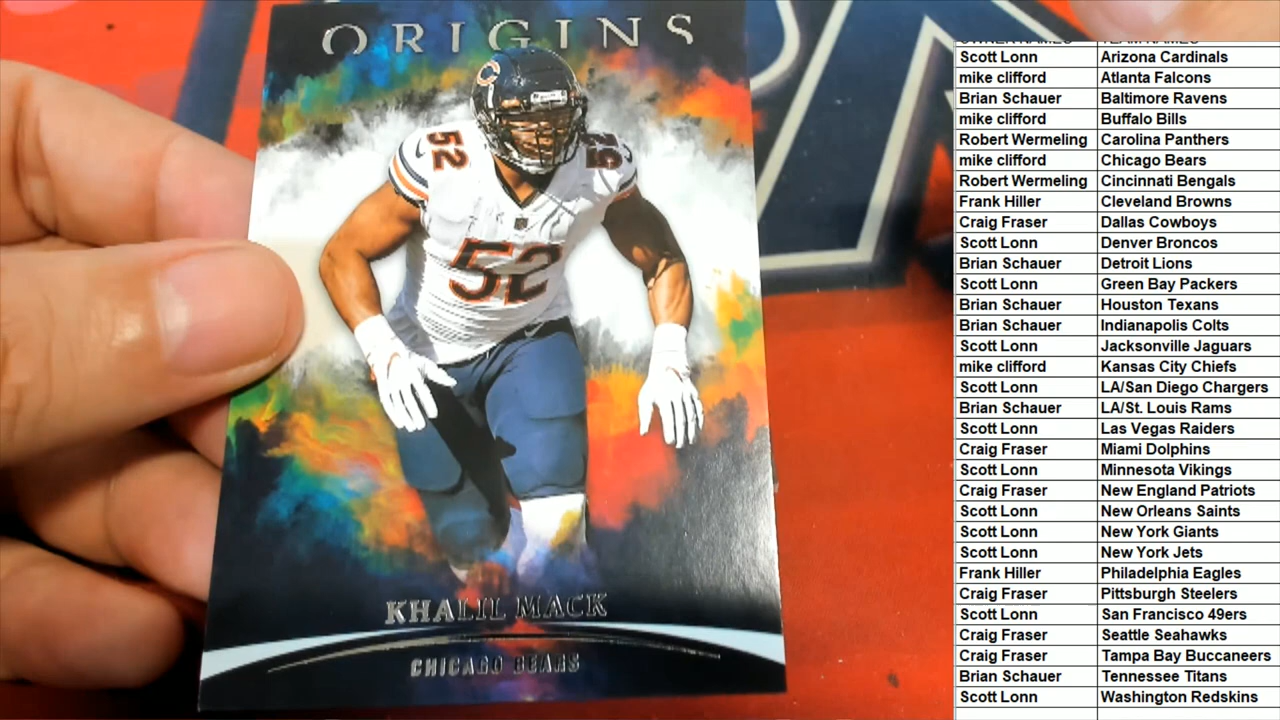 ORIGINS
52
52
KHALIL MACK
CHICAGO BEARS
OWNER NAMES TEAM NAMES
Scott Lonn Arizona Cardinals
mike clifford Atlanta Falcons
Brian Schauer Baltimore Ravens
mike clifford Buffalo Bills
Robert Wermeling Carolina Panthers
mike clifford Chicago Bears
Robert Wermeling Cincinnati Bengals
Frank Hiller Cleveland Browns
Craig Fraser Dallas Cowboys
Scott Lonn Denver Broncos
Brian Schauer Detroit Lions
Scott Lonn Green Bay Packers
Brian Schauer Houston Texans
Brian Schauer Indianapolis Colts
Scott Lonn Jacksonville Jaguars
mike clifford Kansas City Chiefs
Scott Lonn LA/San Diego Chargers
Brian Schauer LA/St. Louis Rams
Scott Lonn Las Vegas Raiders
Craig Fraser Miami Dolphins
Scott Lonn Minnesota Vikings
Craig Fraser New England Patriots
Scott Lonn New Orleans Saints
Scott Lonn New York Giants
Scott Lonn New York Jets
Frank Hiller Philadelphia Eagles
Craig Fraser Pittsburgh Steelers
Scott Lonn San Francisco 49ers
Craig Fraser Seattle Seahawks
Craig Fraser Tampa Bay Buccaneers
Brian Schauer Tennessee Titans
Scott Lonn Washington Redskins